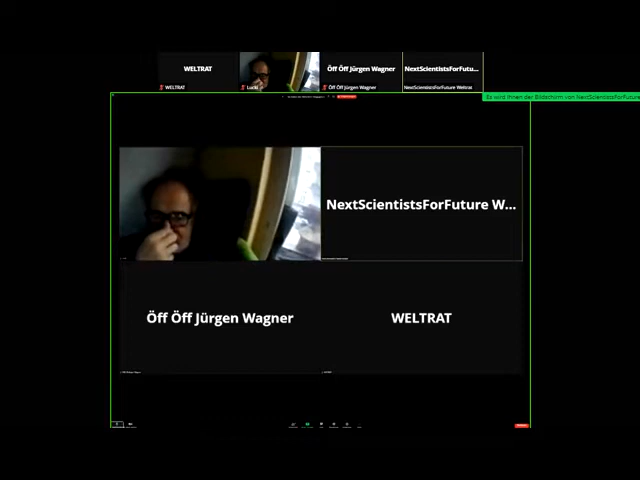 WELTRAT
Öff Öff Jürgen Wagner
NextScientistsForFutu...
WELTRAT
Öff Öff Jürgen Wagner
NextScientistsForFuture Weltrat
Es wird Ihnen der Bildschirm von NextScientistsForFuture
NextScientistsForFuture W...
Öff Öff Jürgen Wagner
WELTRAT